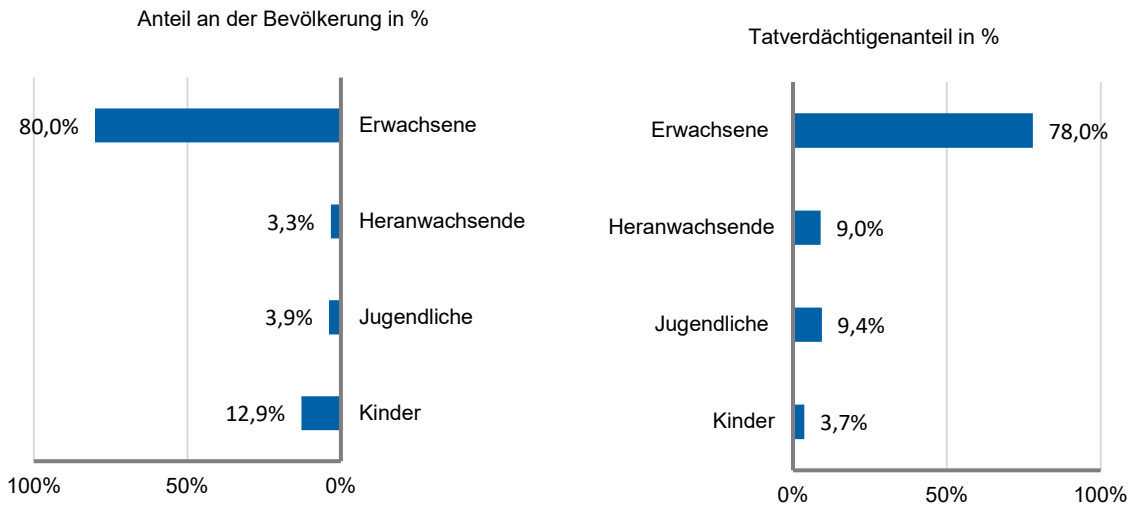 Anteil an der Bevölkerung in %
80,0% Erwachsene
3,3% Heranwachsende
3,9% Jugendliche
12,9% Kinder
100% 50% 0%
Tatverdächtigenanteil in %
Erwachsene 78,0%
Heranwachsende 9,0%
Jugendliche 9,4%
Kinder 3,7%
0% 50% 100%